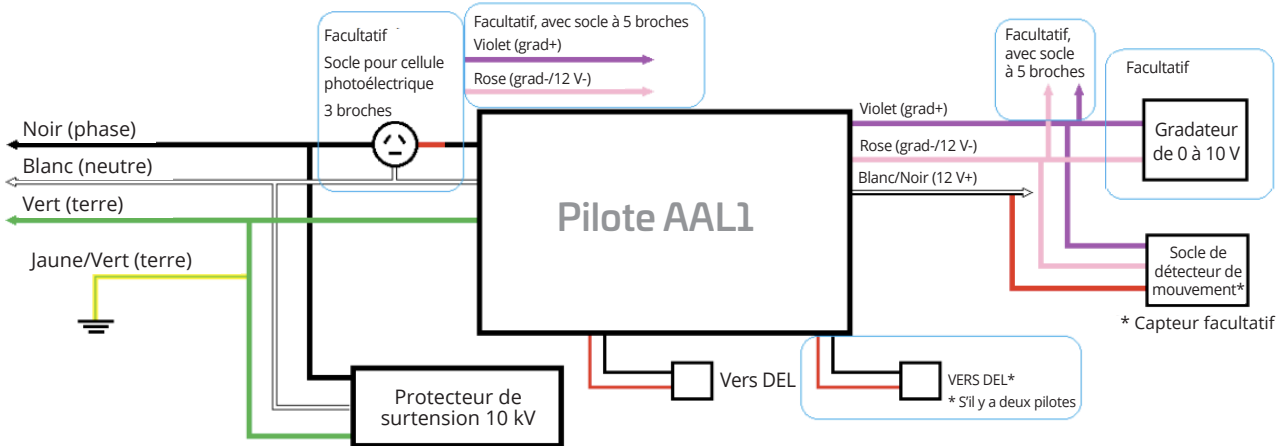 Facultatif
Socle pour cellule
photoélectrique
3 broches
Facultatif, avec socle à 5 broches
Violet (grad+)
Rose (grad-/12 V-)
Facultatif,
avec socle
à 5 broches
Facultatif
Noir (phase)
Blanc (neutre)
Vert (terre)
Jaune/Vert (terre)
Pilote AAL1
Violet (grad+)
Rose (grad-/12 V-)
Blanc/Noir (12 V+)
Gradateur
de 0 à 10 V
Socle de
détecteur de
mouvement*
* Capteur facultatif
Protecteur de
surtension 10 kV
Vers DEL
VERS DEL*
* S'il y a deux pilotes